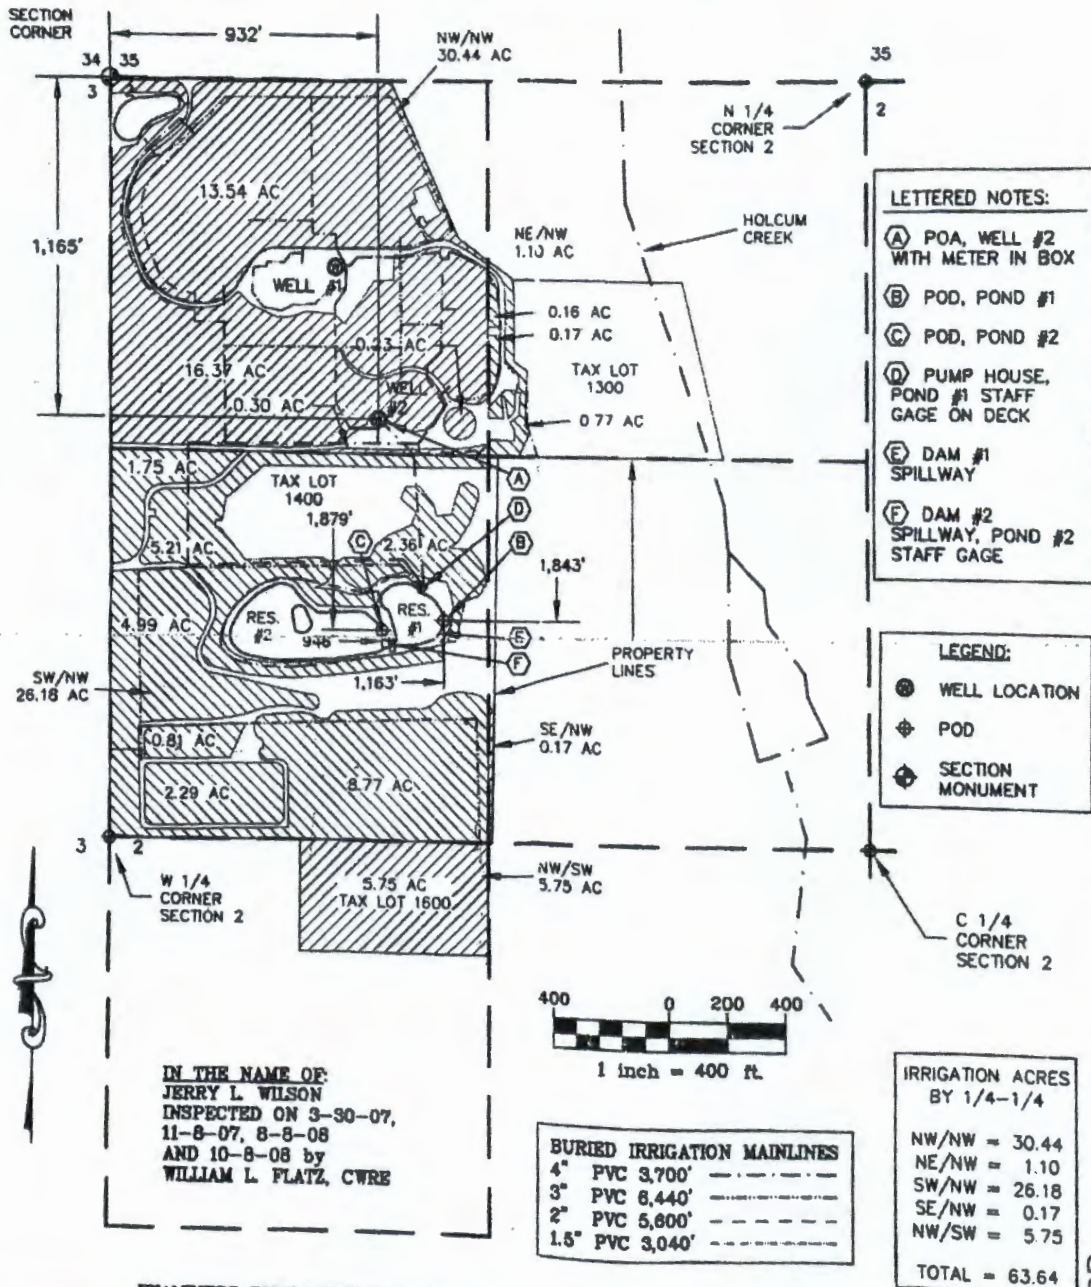 SECTION
CORNER
932'
NW/NW
30.44 AC
34 35
3
35
2
N 1/4
CORNER
SECTION 2
13.54 AC
1,165'
HOLCUM
CREEK
NE/NW
1.10 AC
WELL
#1
0.16 AC
0.17 AC
TAX LOT
1300
16.37 AC
WELL
#2
0.30 AC
0.77 AC
LETTERED NOTES:
A POA, WELL #2
WITH METER IN BOX
B POD, POND #1
C POD, POND #2
D PUMP HOUSE,
POND #1 STAFF
GAGE ON DECK
E DAM #1
SPILLWAY
F DAM #2
SPILLWAY, POND #2
STAFF GAGE
1.75 AC
TAX LOT
1400
1,879'
A
D
B
C
5.21 AC
2.36 AC
1,843'
4.99 AC
RES.
#2
RES.
#1
E
F
1,163'
PROPERTY
LINES
SW/NW
26.18 AC
SE/NW
0.17 AC
0.81 AC
2.29 AC
8.77 AC
LEGEND:
WELL LOCATION
POD
SECTION
MONUMENT
3 2
W 1/4
CORNER
SECTION 2
5.75 AC
TAX LOT 1600
NW/SW
5.75 AC
C 1/4
CORNER
SECTION 2
400 0 200 400
1 inch = 400 ft.
IN THE NAME OF:
JERRY L. WILSON
INSPECTED ON 3-30-07,
11-8-07, 8-8-08
AND 10-8-08 by
WILLIAM L. FLATZ, CWRE
BURIED IRRIGATION MAINLINES
4" PVC 3,700'
3" PVC 6,440'
2" PVC 5,600'
1.5" PVC 3,040'
IRRIGATION ACRES
BY 1/4-1/4
NW/NW = 30.44
NE/NW = 1.10
SW/NW = 26.18
SE/NW = 0.17
NW/SW = 5.75
TOTAL = 63.64